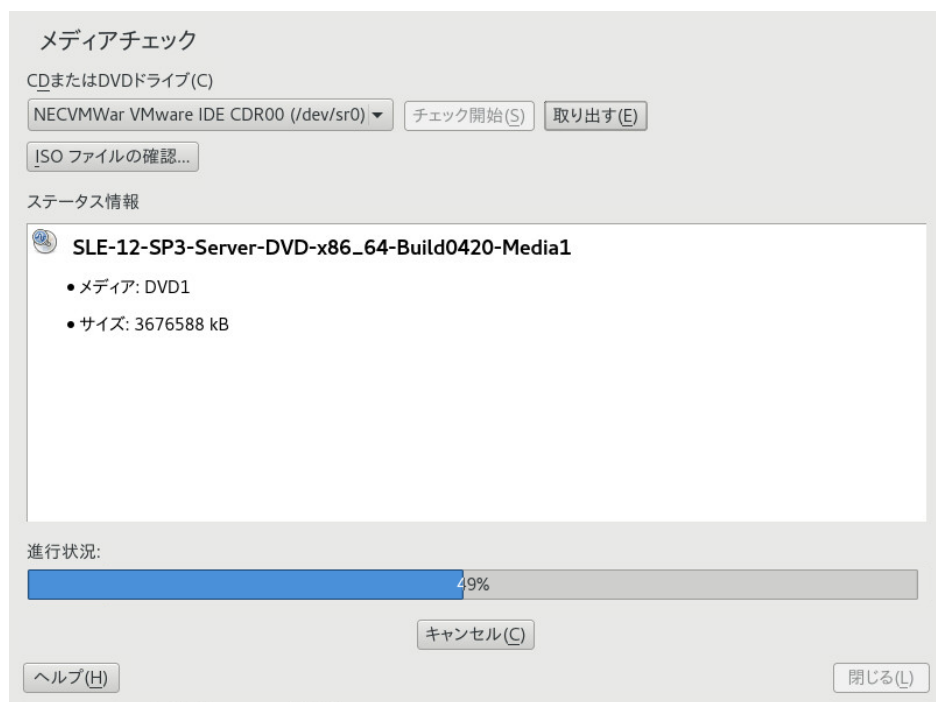 メディアチェック
CDまたはDVDドライブ(C)
NECVMWar VMware IDE CDR00 (/dev/sr0) チェック開始(S) 取り出す(E)
ISO ファイルの確認...
ステータス情報
SLE-12-SP3-Server-DVD-x86_64-Build0420-Media1
• メディア: DVD1
• サイズ: 3676588 kB
進行状況:
49%
キャンセル(C)
ヘルプ(H) 閉じる(L)